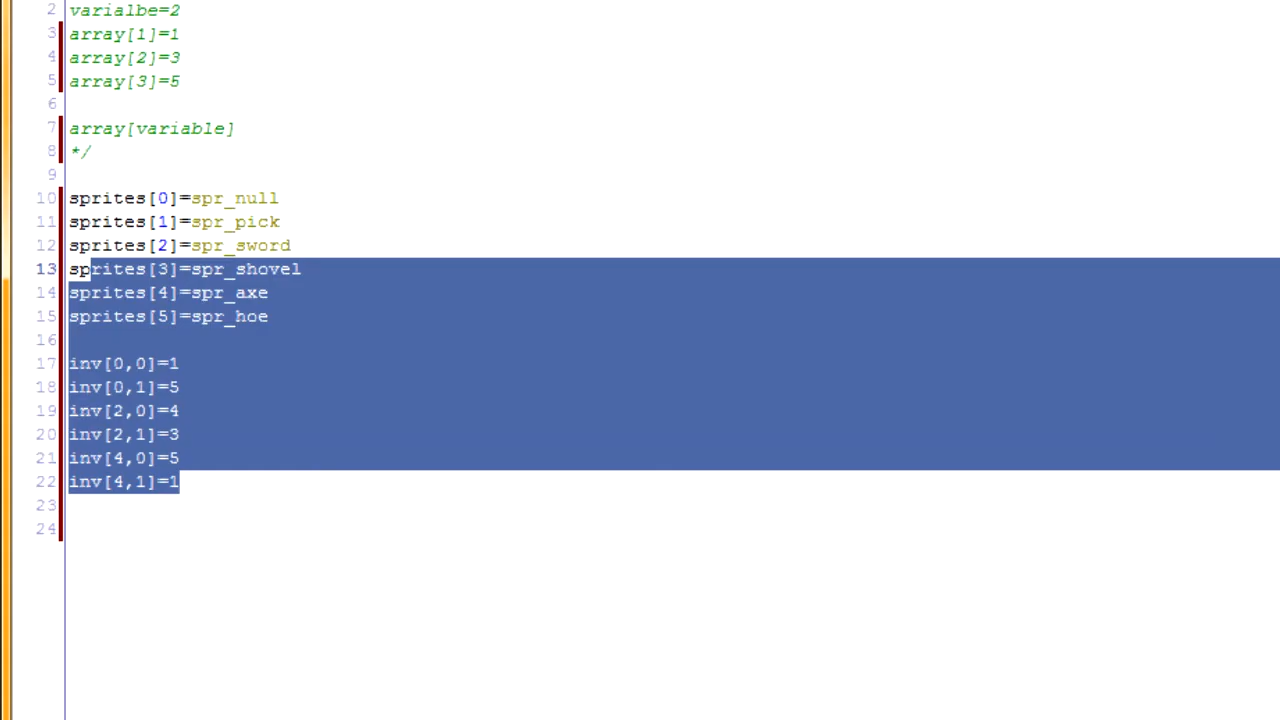 2 varialbe=2
3 array[1]=1
4 array[2]=3
5 array[3]=5
6
7 array[variable]
8 */
9
10 sprites[0]=spr_null
11 sprites[1]=spr_pick
12 sprites[2]=spr_sword
13 sprites[3]=spr_shovel
14 sprites[4]=spr_axe
15 sprites[5]=spr_hoe
16
17 inv[0,0]=1
18 inv[0,1]=5
19 inv[2,0]=4
20 inv[2,1]=3
21 inv[4,0]=5
22 inv[4,1]=1
23
24